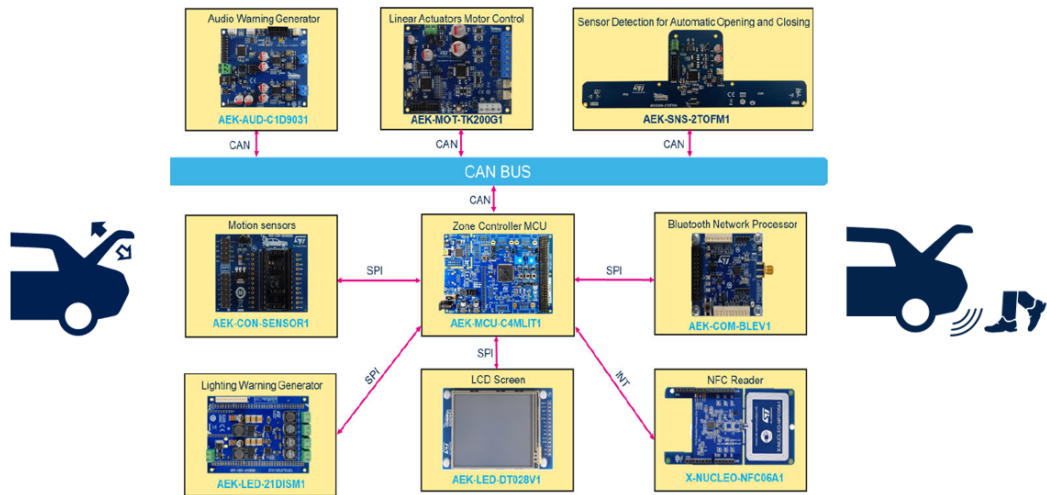 Audio Warning Generator
AEK-AUD-C1D9031
Linear Actuators Motor Control
AEK-MOT-TK200G1
Sensor Detection for Automatic Opening and Closing
AEK-SNS-2TOFM1
CAN
CAN
CAN
CAN BUS
CAN
Motion sensors
AEK-CON-SENSOR1
SPI
Zone Controller MCU
AEK-MCU-C4MLIT1
SPI
Bluetooth Network Processor
AEK-COM-BLEV1
SPI
SPI
INT
Lighting Warning Generator
AEK-LED-21DISM1
LCD Screen
AEK-LED-DT028V1
NFC Reader
X-NUCLEO-NFC06A1
X-NUCLEO-NFC06A1